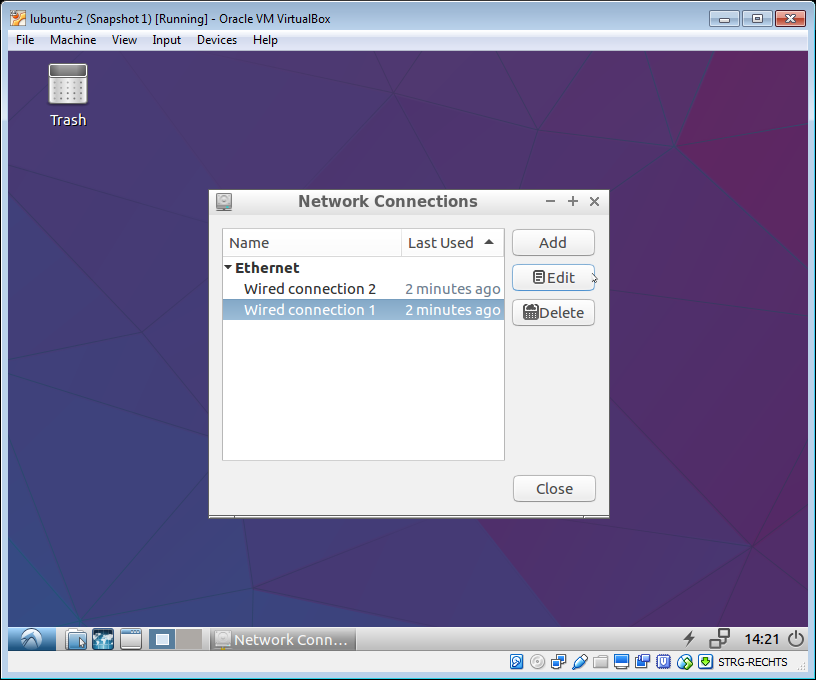 lubuntu-2 (Snapshot 1) [Running] - Oracle VM VirtualBox
File Machine View Input Devices Help
Trash
Network Connections
Name Last Used
Add
Ethernet
Edit
Wired connection 2 2 minutes ago
Wired connection 1 2 minutes ago
Delete
Close
Network Conn...
14:21
STRG-RECHTS